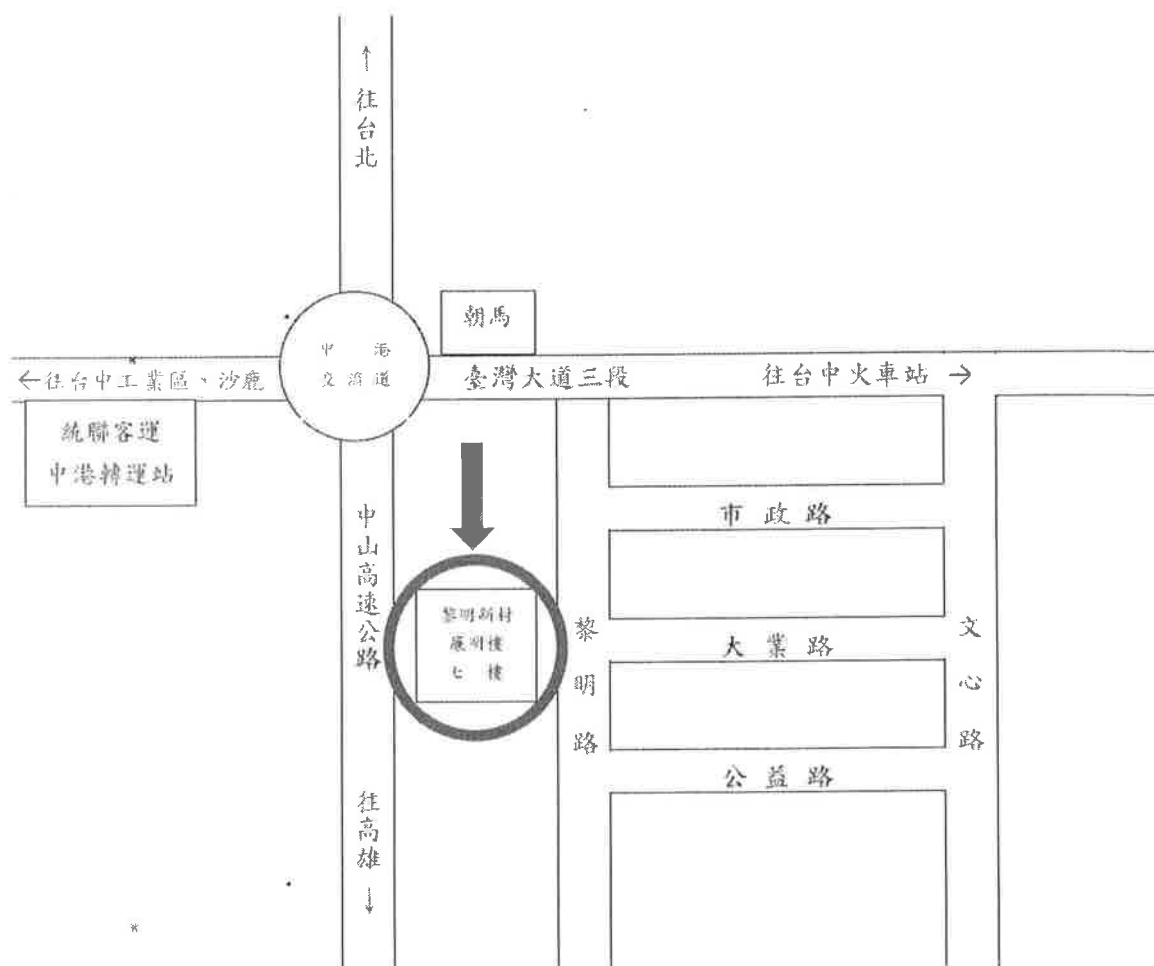 ↑往台北
朝馬
中港
交流道
←往台中工業區、沙鹿
臺灣大道三段
往台中火車站→
統聯客運
中港轉運站
中山高速公路
市政路
黎明新村
廉明樓
七樓
黎明路
大業路
文心路
公益路
往高雄↓